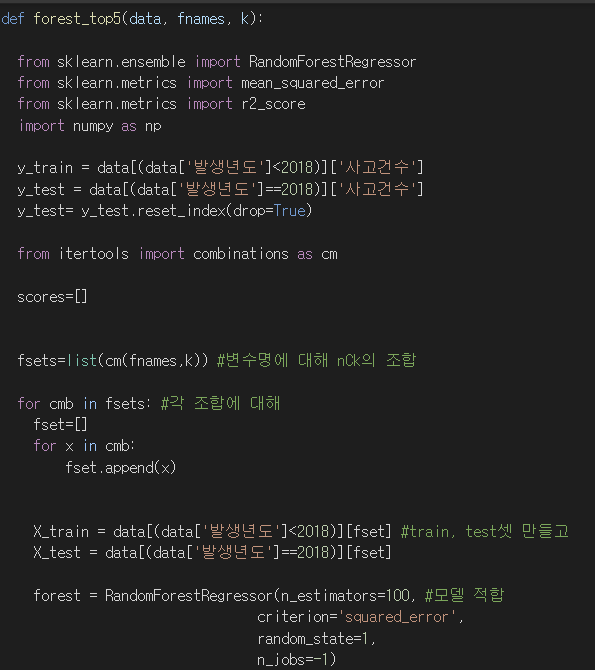 def forest_top5(data, fnames, k):
from sklearn.ensemble import RandomForestRegressor
from sklearn.metrics import mean_squared_error
from sklearn.metrics import r2_score
import numpy as np
y_train = data[(data['발생년도']<2018)]['사고건수']
y_test = data[(data['발생년도']==2018)]['사고건수']
y_test= y_test.reset_index(drop=True)
from itertools import combinations as cm
scores=[]
fsets=list(cm(fnames,k)) #변수명에 대해 nCk의 조합
for cmb in fsets: #각 조합에 대해
fset=[]
for x in cmb:
fset.append(x)
X_train = data[(data['발생년도']<2018)][fset] #train, test셋 만들고
X_test = data[(data['발생년도']==2018)][fset]
forest = RandomForestRegressor(n_estimators=100, #모델 적합
criterion='squared_error',
random_state=1,
n_jobs=-1)